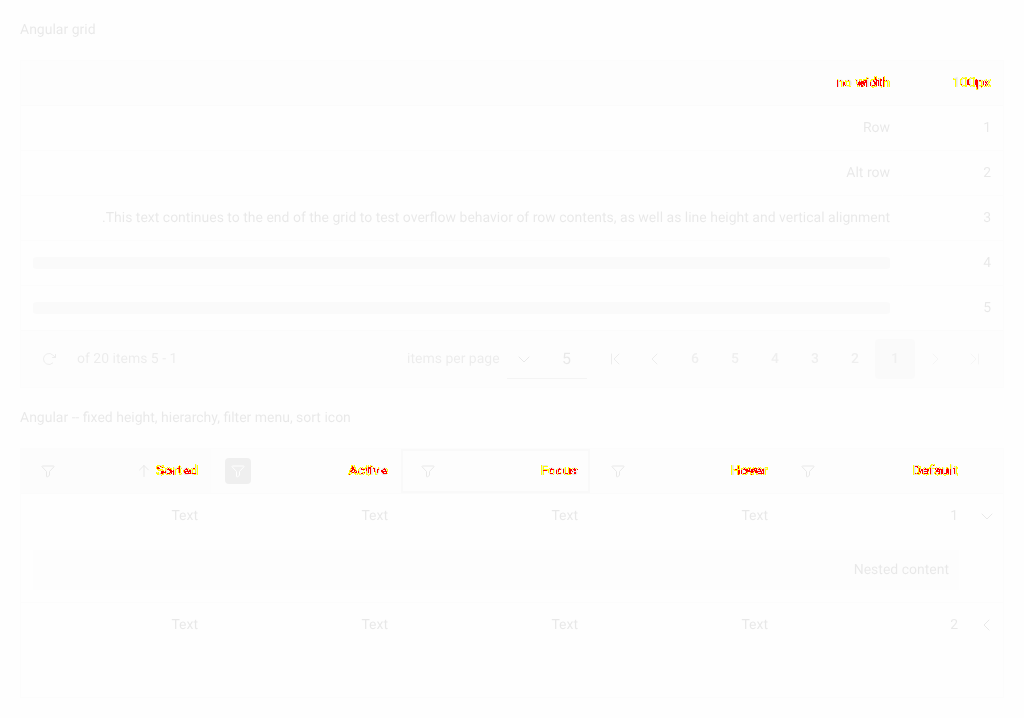 Angular grid
no width 100px
Row 1
Alt row 2
.This text continues to the end of the grid to test overflow behavior of row contents, as well as line height and vertical alignment 3
4
5
of 20 items 5 - 1 items per page 5 6 5 4 3 2 1
Angular – fixed height, hierarchy, filter menu, sort icon
Sorted Active Focus Hover Default
Text Text Text Text 1
Nested content
Text Text Text Text 2